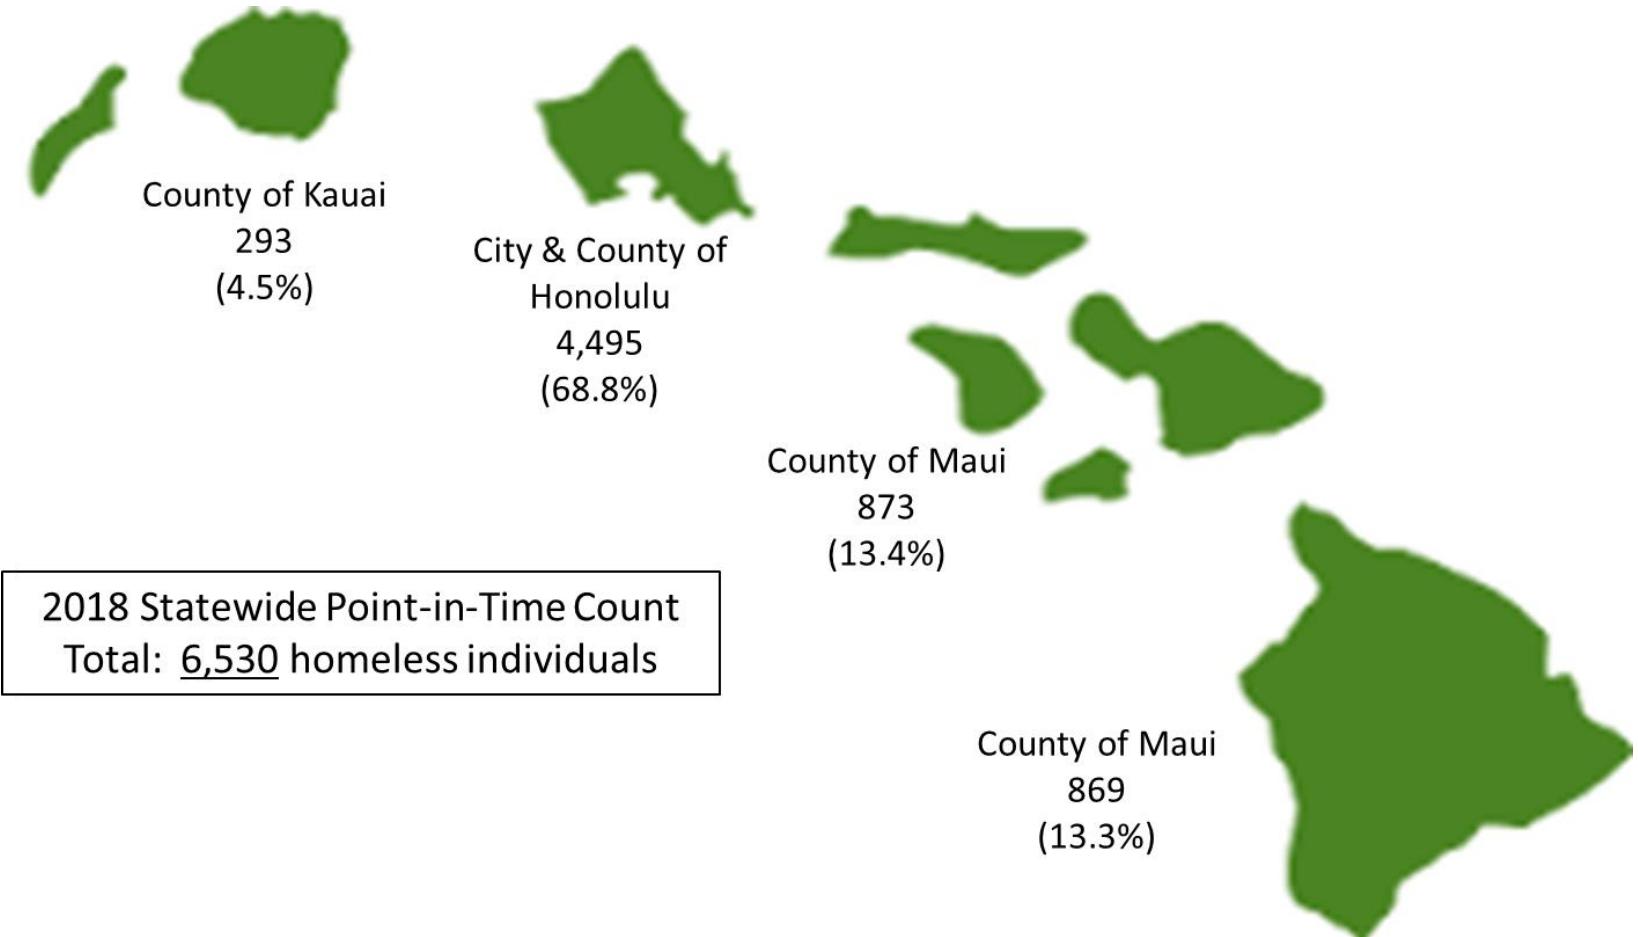 County of Kauai
293
(4.5%)
City & County of
Honolulu
4,495
(68.8%)
County of Maui
873
(13.4%)
2018 Statewide Point-in-Time Count
Total: 6,530 homeless individuals
County of Maui
869
(13.3%)